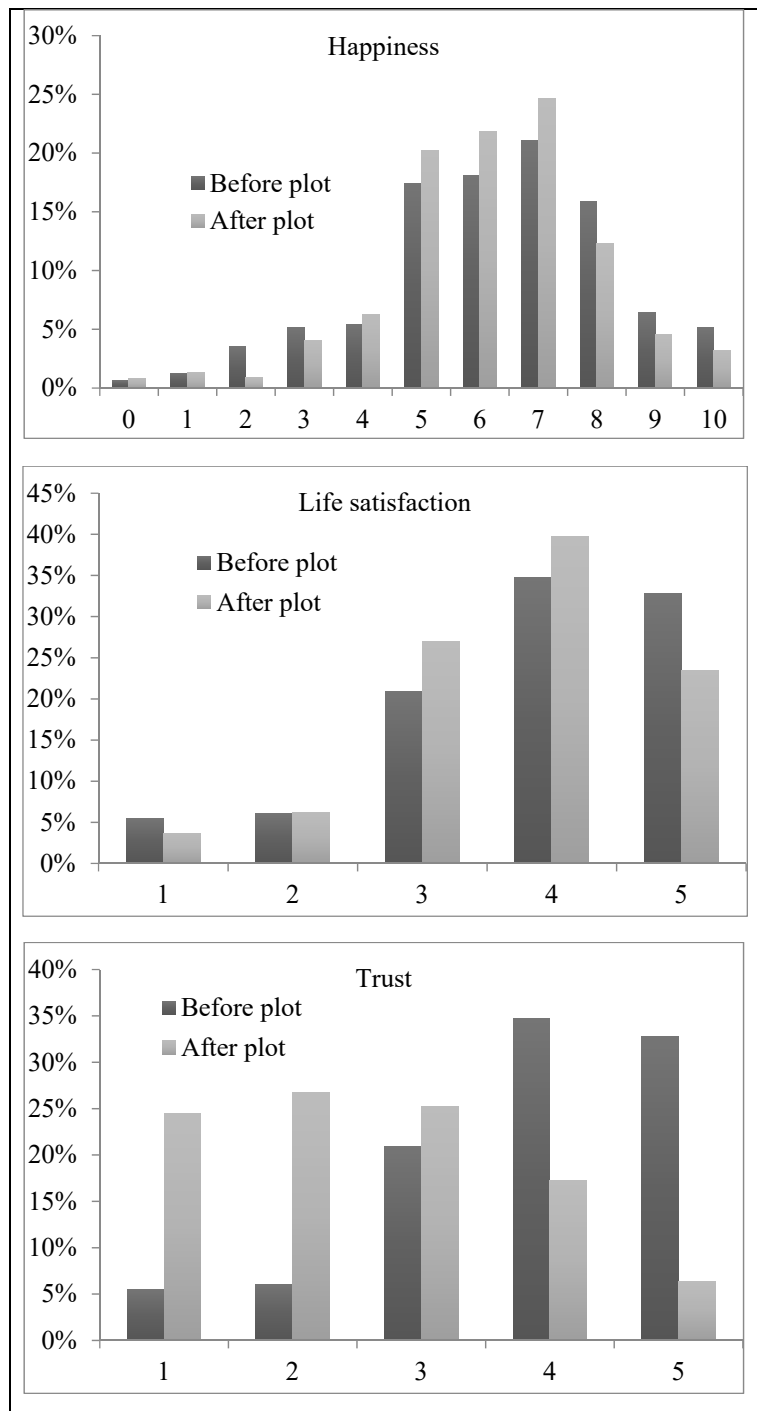 Happiness
30%
25%
20%
15%
10%
5%
0%
Before plot
After plot
0 1 2 3 4 5 6 7 8 9 10
Life satisfaction
45%
40%
35%
30%
25%
20%
15%
10%
5%
0%
Before plot
After plot
1 2 3 4 5
Trust
40%
35%
30%
25%
20%
15%
10%
5%
0%
Before plot
After plot
1 2 3 4 5